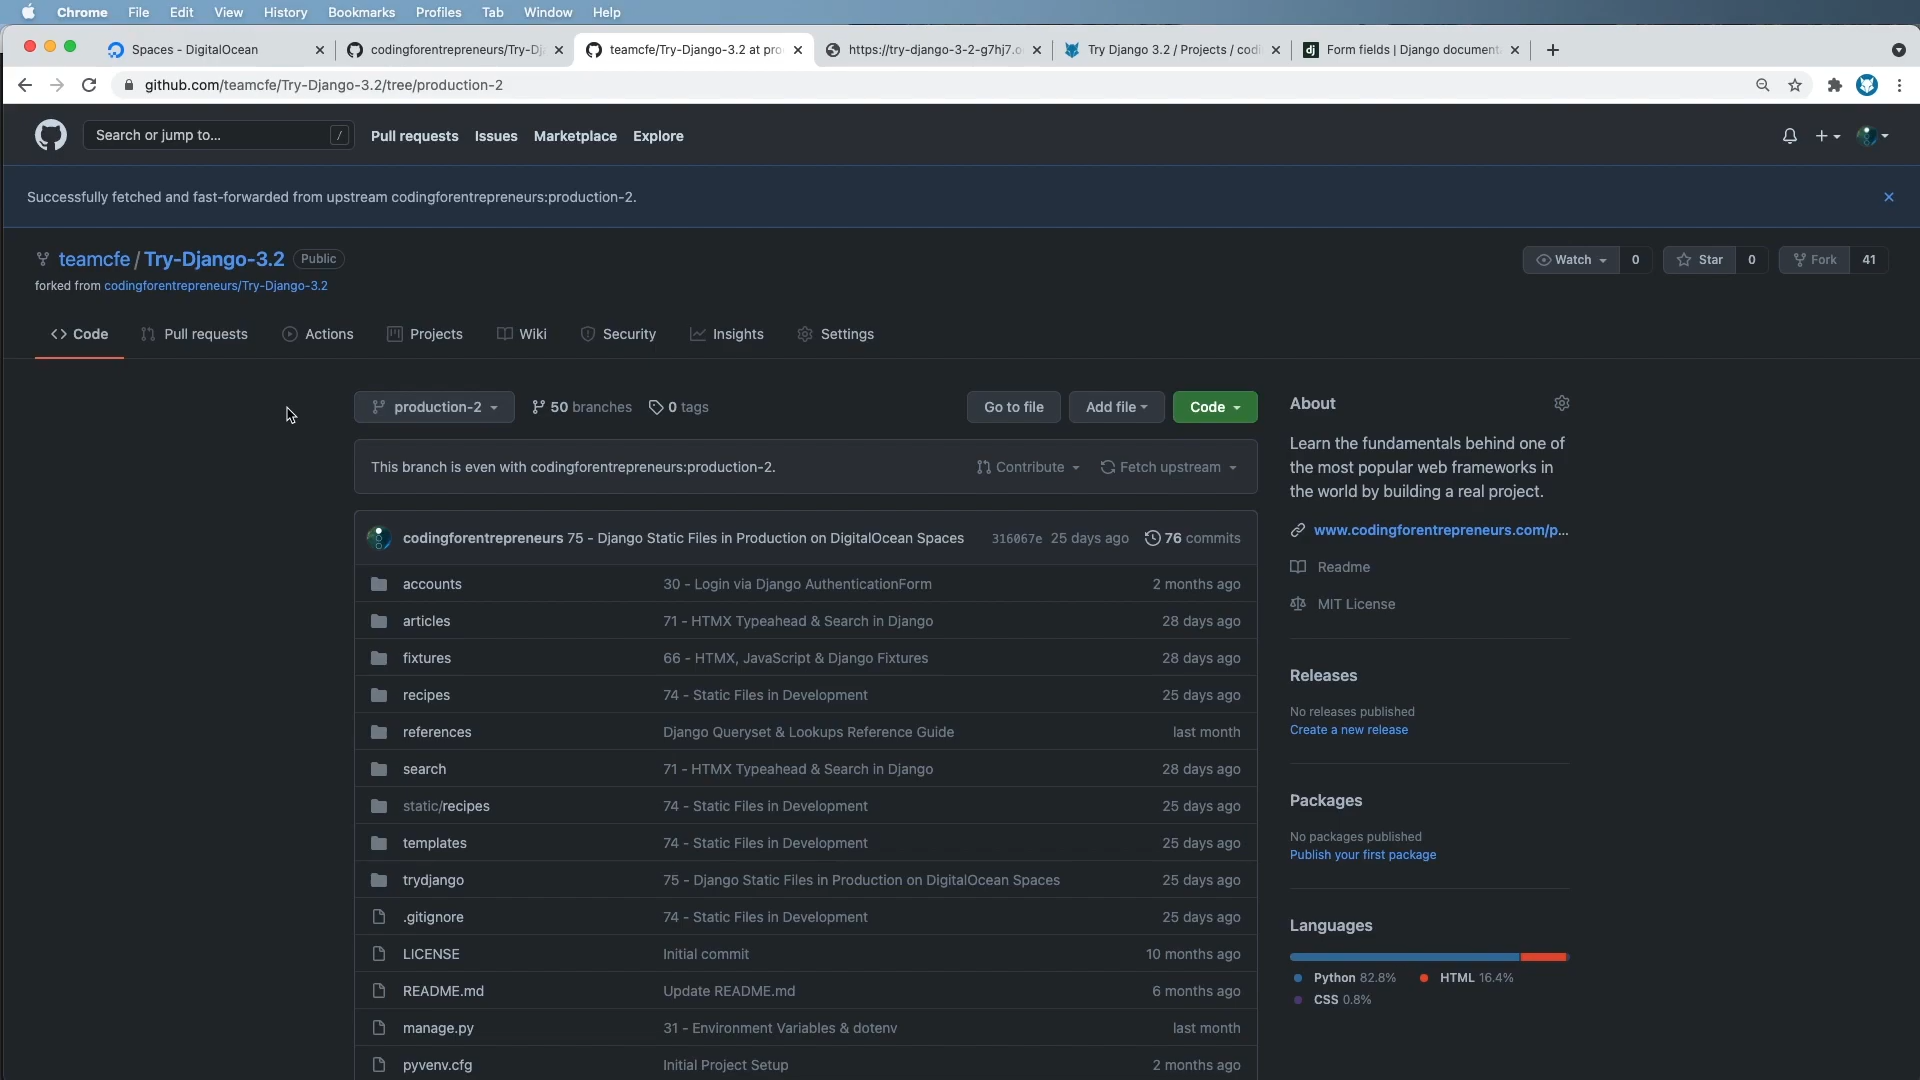 Chrome File Edit View History Bookmarks Profiles Tab Window Help
Spaces - DigitalOcean
codingforentrepreneurs/Try-Dj
teamcfe/Try-Django-3.2 at pro
https://try-django-3-2-g7hj7.o
Try Django 3.2 / Projects / codi
Form fields | Django document
github.com/teamcfe/Try-Django-3.2/tree/production-2
Search or jump to... /
Pull requests Issues Marketplace Explore
Successfully fetched and fast-forwarded from upstream codingforentrepreneurs:production-2.
teamcfe / Try-Django-3.2 Public
Watch 0 Star 0 Fork 41
forked from codingforentrepreneurs/Try-Django-3.2
Code Pull requests Actions Projects Wiki Security Insights Settings
production-2 50 branches 0 tags
Go to file Add file Code
This branch is even with codingforentrepreneurs:production-2.
Contribute Fetch upstream
codingforentrepreneurs 75 - Django Static Files in Production on DigitalOcean Spaces 316067e 25 days ago 76 commits
accounts 30 - Login via Django AuthenticationForm 2 months ago
articles 71 - HTMX Typeahead & Search in Django 28 days ago
fixtures 66 - HTMX, JavaScript & Django Fixtures 28 days ago
recipes 74 - Static Files in Development 25 days ago
references Django Queryset & Lookups Reference Guide last month
search 71 - HTMX Typeahead & Search in Django 28 days ago
static/recipes 74 - Static Files in Development 25 days ago
templates 74 - Static Files in Development 25 days ago
trydjango 75 - Django Static Files in Production on DigitalOcean Spaces 25 days ago
.gitignore 74 - Static Files in Development 25 days ago
LICENSE Initial commit 10 months ago
README.md Update README.md 6 months ago
manage.py 31 - Environment Variables & dotenv last month
pyvenv.cfg Initial Project Setup 2 months ago
About
Learn the fundamentals behind one of
the most popular web frameworks in
the world by building a real project.
www.codingforentrepreneurs.com/p...
Readme
MIT License
Releases
No releases published
Create a new release
Packages
No packages published
Publish your first package
Languages
Python 82.8% HTML 16.4%
CSS 0.8%